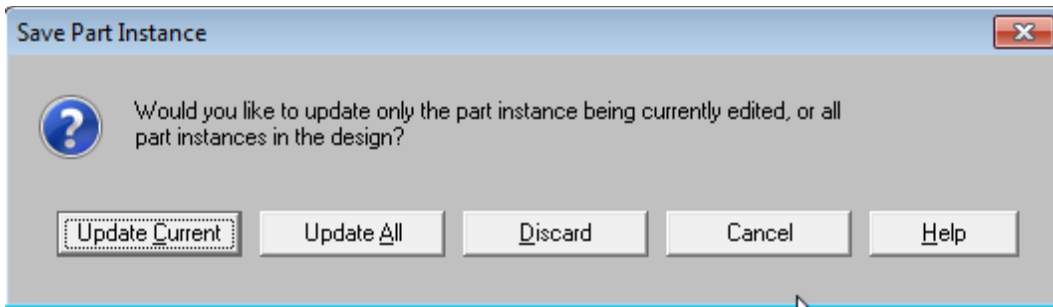 Save Part Instance
Would you like to update only the part instance being currently edited, or all
part instances in the design?
Update Current
Update All
Discard
Cancel
Help